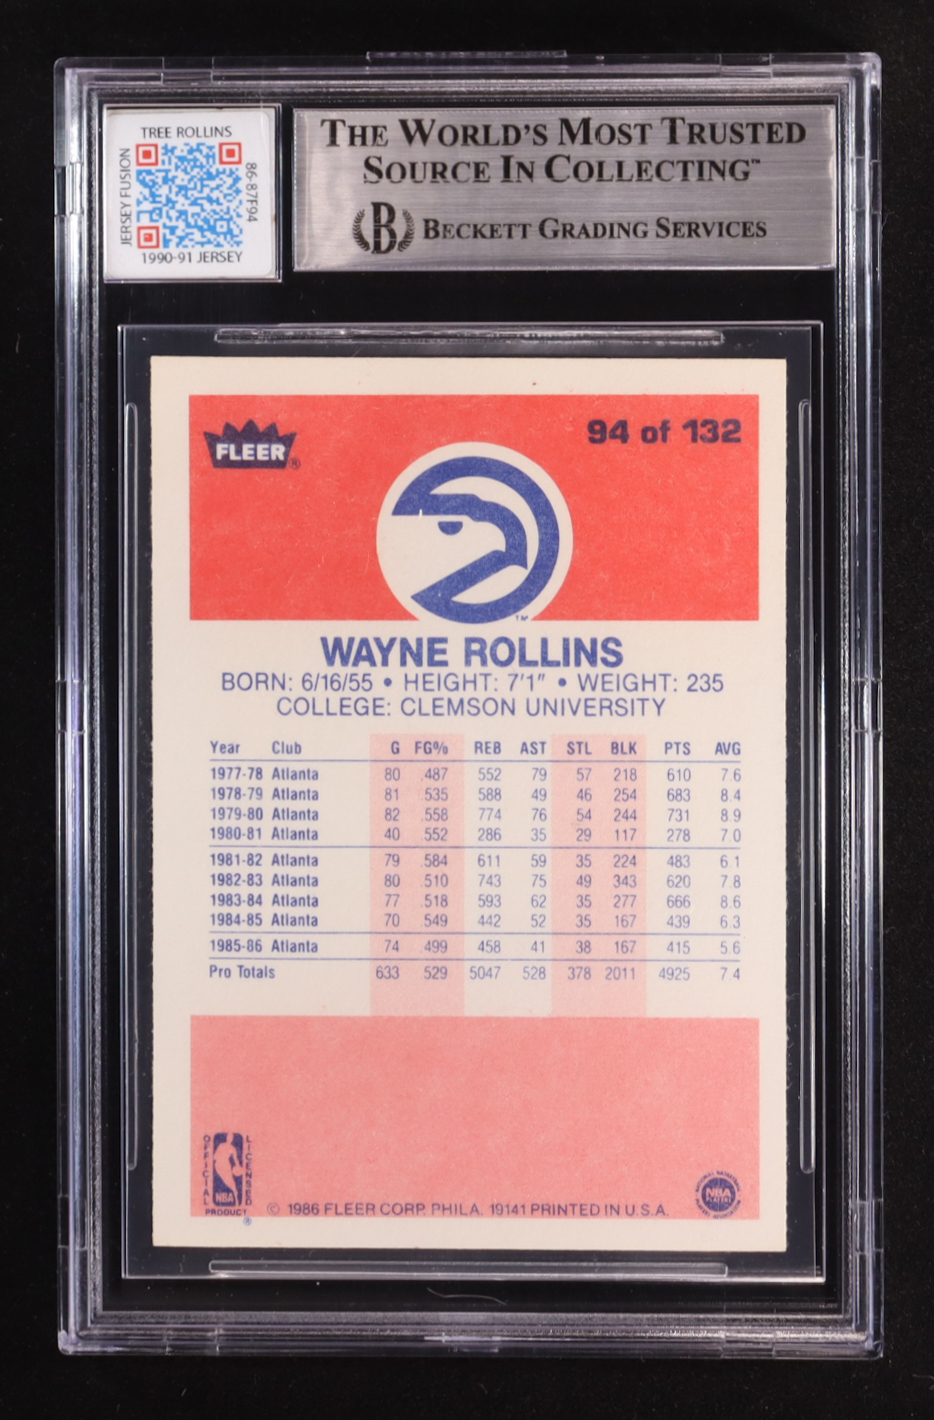 TREE ROLLINS
JERSEY FUSION
86-87F94
1990-91 JERSEY
THE WORLD'S MOST TRUSTED
SOURCE IN COLLECTING™
B BECKETT GRADING SERVICES
FLEER®
94 of 132
TM
WAYNE ROLLINS
BORN: 6/16/55 • HEIGHT: 7'1" • WEIGHT: 235
COLLEGE: CLEMSON UNIVERSITY
Year Club G FG% REB AST STL BLK PTS AVG
1977-78 Atlanta 80 .487 552 79 57 218 610 7.6
1978-79 Atlanta 81 .535 588 49 46 254 683 8.4
1979-80 Atlanta 82 .558 774 76 54 244 731 8.9
1980-81 Atlanta 40 .552 286 35 29 117 278 7.0
1981-82 Atlanta 79 .584 611 59 35 224 483 6.1
1982-83 Atlanta 80 .510 743 75 49 343 620 7.8
1983-84 Atlanta 77 .518 593 62 35 277 666 8.6
1984-85 Atlanta 70 .549 442 52 35 167 439 6.3
1985-86 Atlanta 74 .499 458 41 38 167 415 5.6
Pro Totals 633 .529 5047 528 378 2011 4925 7.4
OFFICIAL
LICENSED
NBA
PRODUCT
®
© 1986 FLEER CORP. PHILA. 19141 PRINTED IN U.S.A.
NBA
PLAYERS